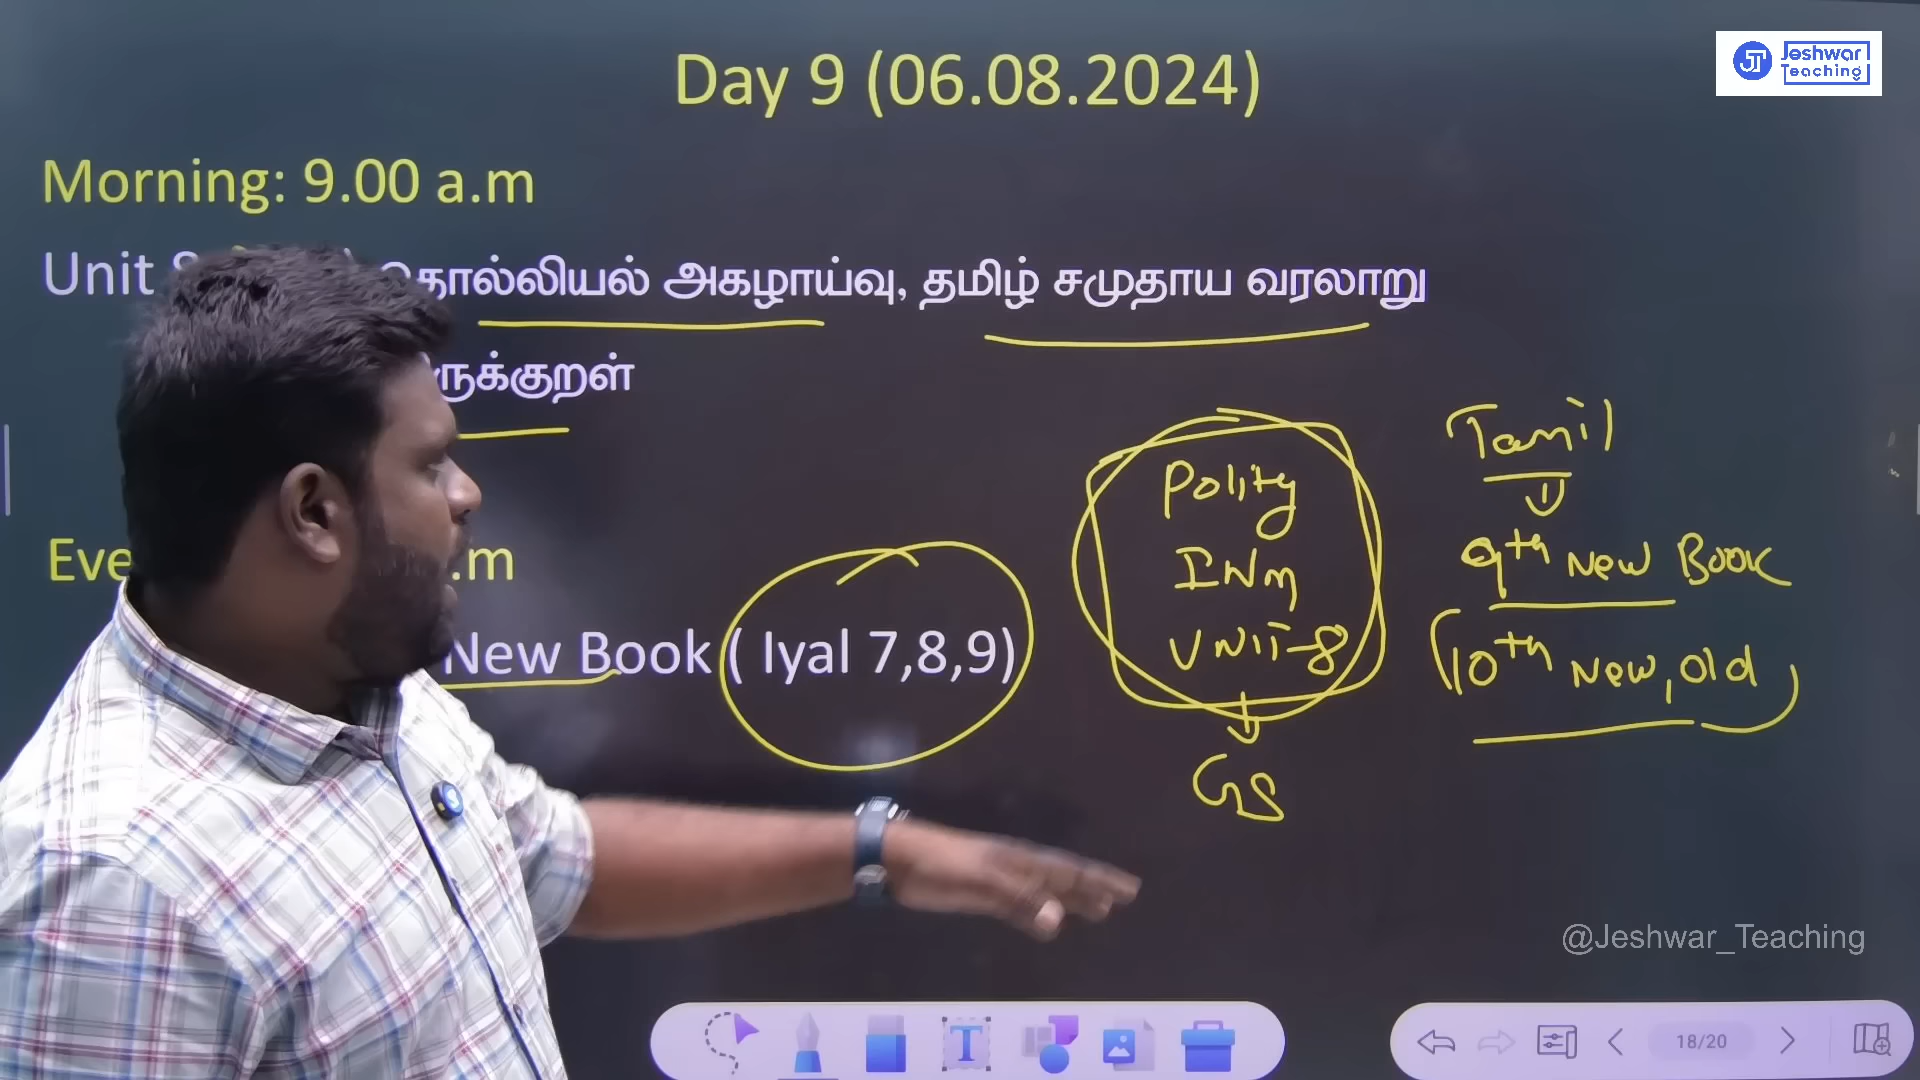 Day 9 (06.08.2024)
Jeshwar
Teaching
Morning: 9.00 a.m
Unit தொல்லியல் அகழாய்வு, தமிழ் சமுதாய வரலாறு
ருக்குறள்
Eve .m
New Book ( Iyal 7,8,9)
Polity
INM
UNIT-8
GS
Tamil
9th New Book
10th New, Old
@Jeshwar_Teaching
18/20